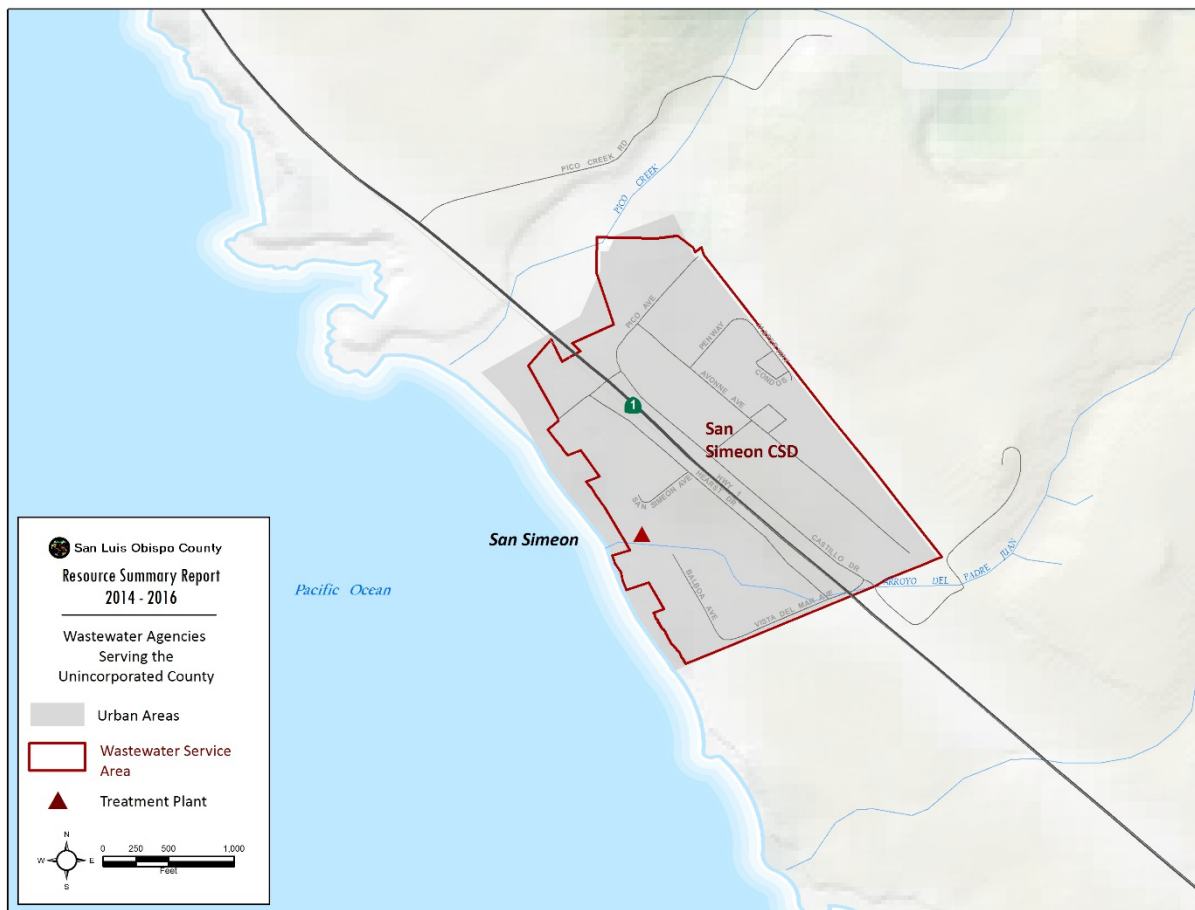 PICO CREEK RD
PICO CREEK
PICO AVE
PENWAY
CONDOS
AVONNE AVE
1
San
Simeon CSD
HWY 1
HEARST DR
SAN SIMEON AVE
San Simeon
CASTILLO DR
ARROYO DEL PADRE JUAN
BALBOA AVE
VISTA DEL MAR AVE
Pacific Ocean
San Luis Obispo County
Resource Summary Report
2014 - 2016
Wastewater Agencies
Serving the
Unincorporated County
Urban Areas
Wastewater Service
Area
Treatment Plant
N
W
E
S
0 250 500 1,000
Feet